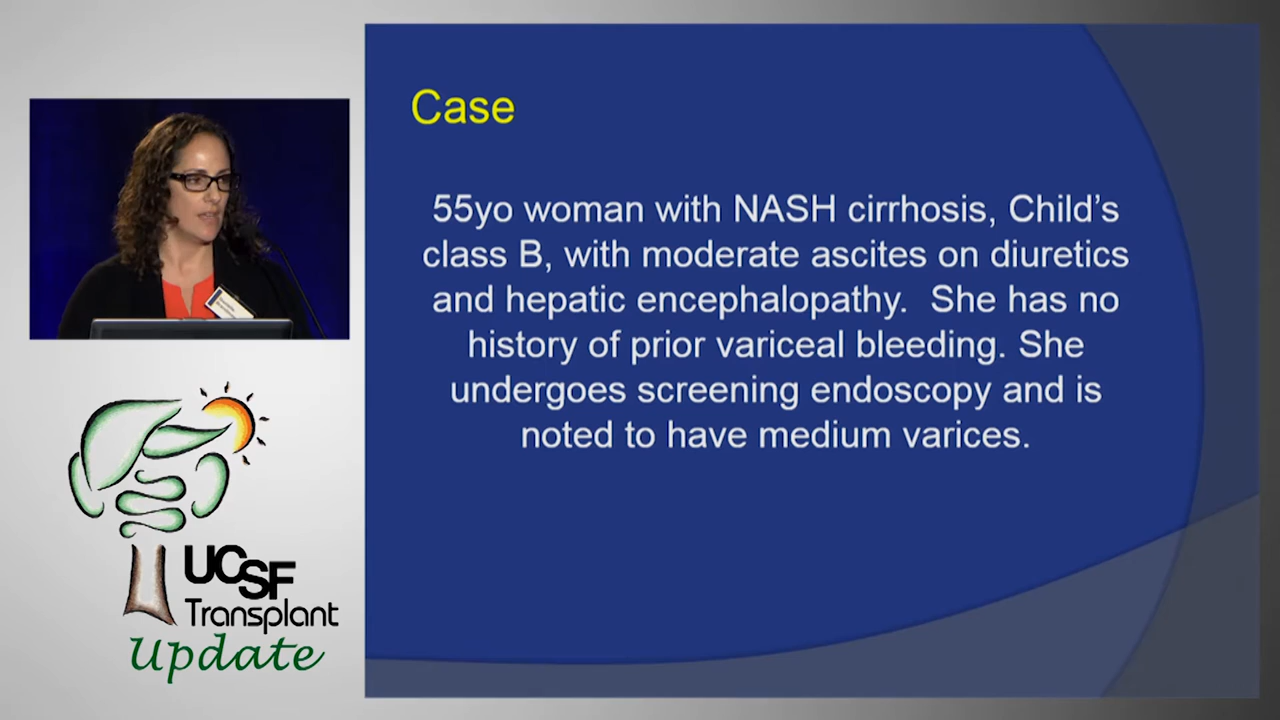 Case
55yo woman with NASH cirrhosis, Child's
class B, with moderate ascites on diuretics
and hepatic encephalopathy.  She has no
history of prior variceal bleeding. She
undergoes screening endoscopy and is
noted to have medium varices.
UCSF
Transplant
Update